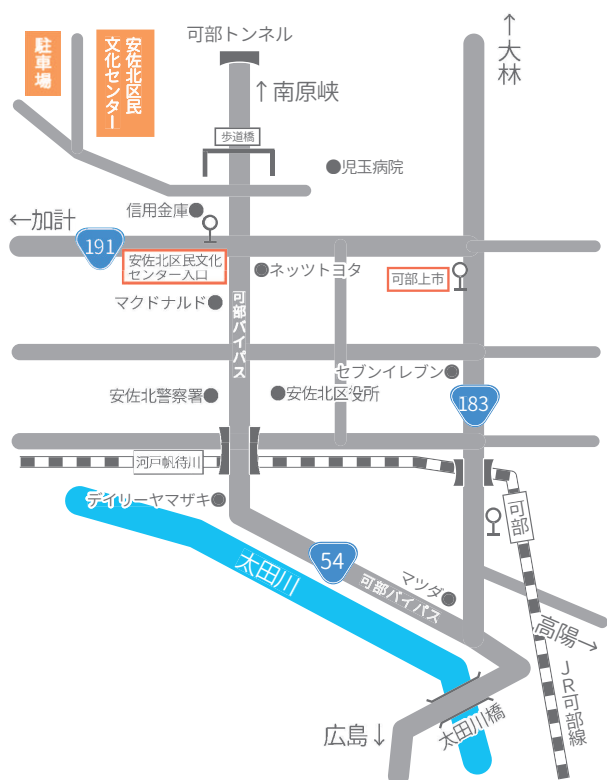 駐車場
安佐北区民
文化センター
可部トンネル
↑南原峡
↑大林
歩道橋
児玉病院
信用金庫
←加計
191
安佐北区民文化
センター入口
ネッツトヨタ
可部上市
マクドナルド
可部バイパス
セブンイレブン
安佐北警察署
安佐北区役所
183
河戸帆待川
デイリーヤマザキ
可部
太田川
54
可部バイパス
マツダ
高陽→
JR可部線
広島↓
太田川橋